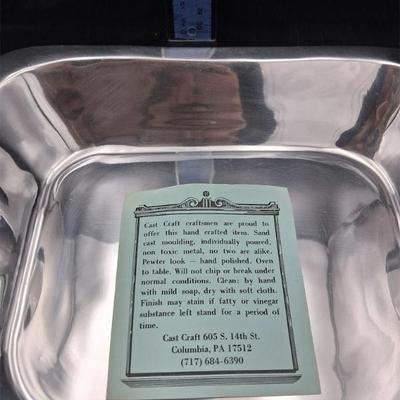 Cast Craft craftsmen are proud to
offer this hand crafted item. Sand
cast moulding, individually poured,
non toxic metal, no two are alike.
Pewter look — hand polished. Oven
to table. Will not chip or break under
normal conditions. Clean: by hand
with mild soap, dry with soft cloth.
Finish may stain if fatty or vinegar
substance left stand for a period of
time.
Cast Craft 605 S. 14th St.
Columbia, PA 17512
(717) 684-6390